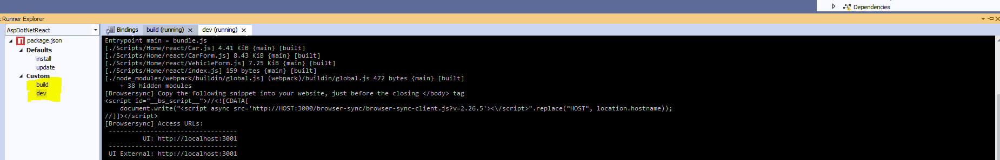 Dependencies
Runner Explorer
AspDotNetReact
Bindings
build (running)
dev (running)
package.json
Defaults
install
update
Custom
build
dev
Entrypoint main = bundle.js
[./Scripts/Home/react/Car.js] 4.41 KiB {main} [built]
[./Scripts/Home/react/CarForm.js] 8.43 KiB {main} [built]
[./Scripts/Home/react/VehicleForm.js] 7.25 KiB {main} [built]
[./Scripts/Home/react/index.js] 159 bytes {main} [built]
[./node_modules/webpack/buildin/global.js] (webpack)/buildin/global.js 472 bytes {main} [built]
+ 38 hidden modules
[Browsersync] Copy the following snippet into your website, just before the closing </body> tag
<script id="__bs_script__">//<![CDATA[
document.write("<script async src='http://HOST:3000/browser-sync/browser-sync-client.js?v=2.26.5'><\/script>".replace("HOST", location.hostname));
//]]></script>
[Browsersync] Access URLs:
----------------------------------
UI: http://localhost:3001
----------------------------------
UI External: http://localhost:3001